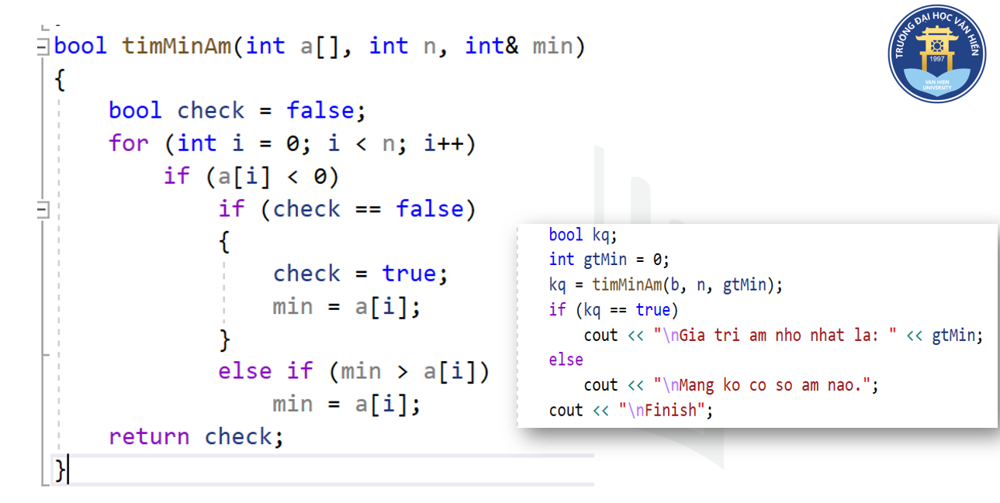 bool timMinAm(int a[], int n, int& min)
{
    bool check = false;
    for (int i = 0; i < n; i++)
        if (a[i] < 0)
            if (check == false)
            {
                check = true;
                min = a[i];
            }
            else if (min > a[i])
                min = a[i];
    return check;
}
bool kq;
int gtMin = 0;
kq = timMinAm(b, n, gtMin);
if (kq == true)
    cout << "\nGia tri am nho nhat la: " << gtMin;
else
    cout << "\nMang ko co so am nao.";
cout << "\nFinish";
TRƯỜNG ĐẠI HỌC VĂN HIẾN
1997
VAN HIEN
UNIVERSITY